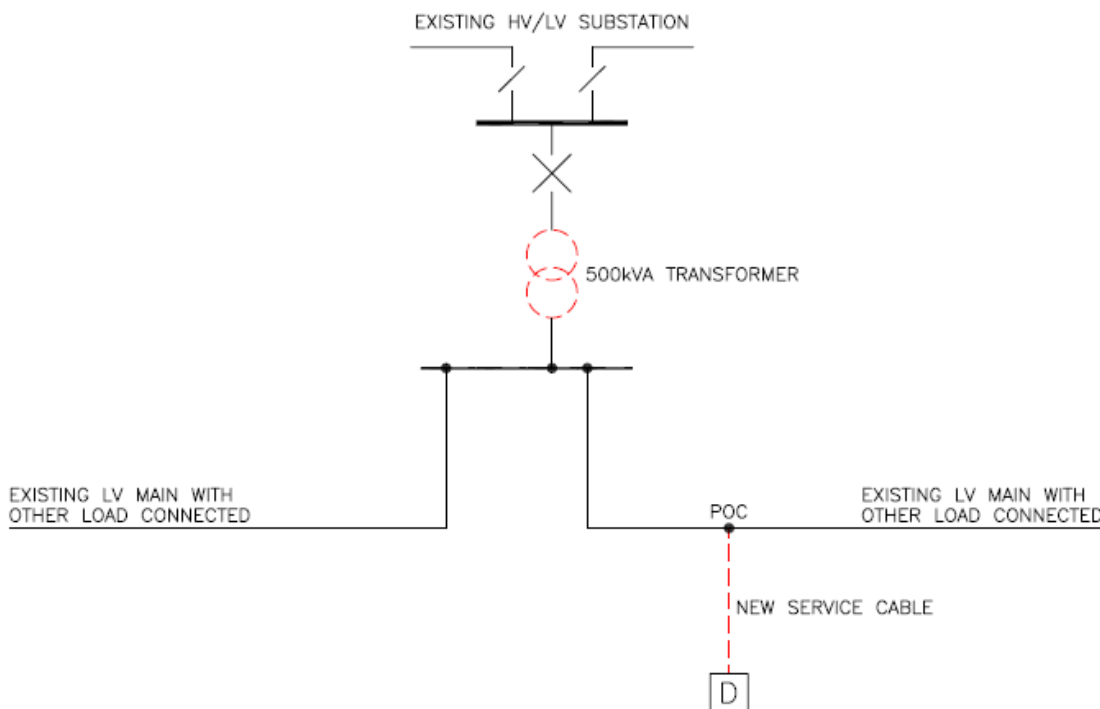 EXISTING HV/LV SUBSTATION
500kVA TRANSFORMER
EXISTING LV MAIN WITH
OTHER LOAD CONNECTED
POC
EXISTING LV MAIN WITH
OTHER LOAD CONNECTED
NEW SERVICE CABLE
D